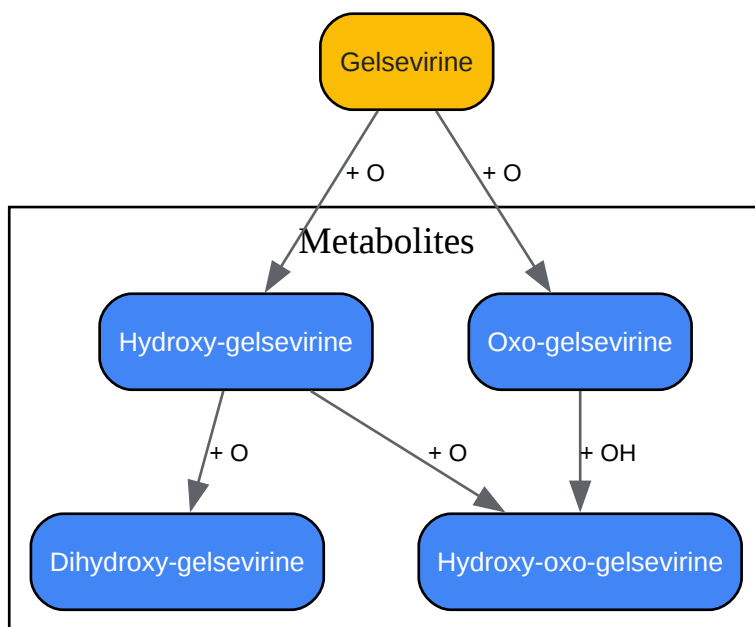 Gelsevirine
+ O
+ O
Metabolites
Hydroxy-gelsevirine
Oxo-gelsevirine
+ O
+ O
+ OH
Dihydroxy-gelsevirine
Hydroxy-oxo-gelsevirine